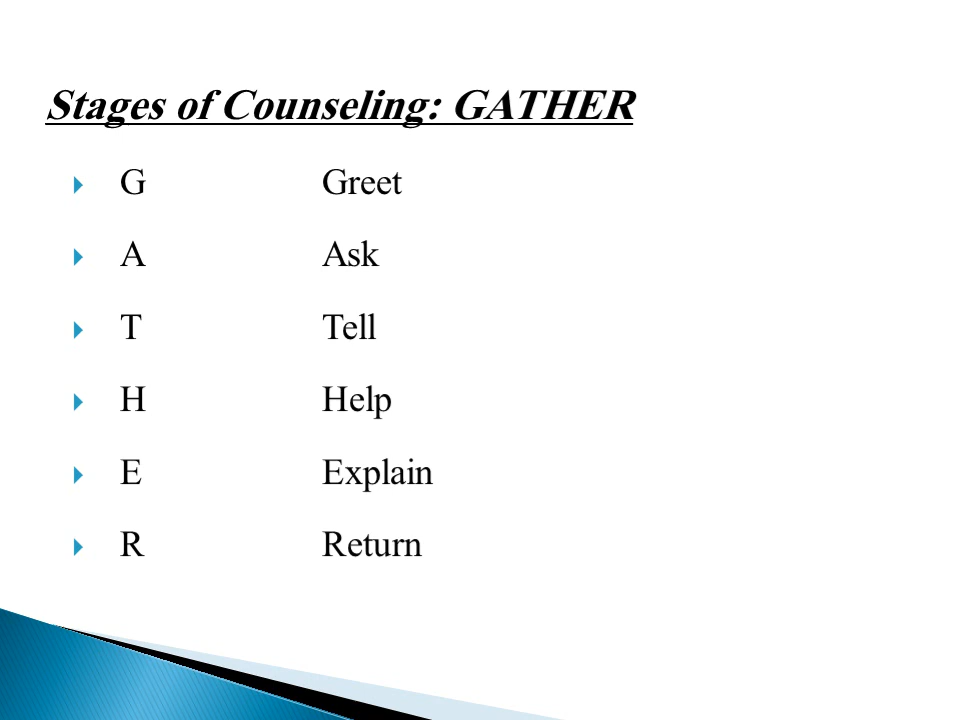 Stages of Counseling: GATHER
G Greet
A Ask
T Tell
H Help
E Explain
R Return